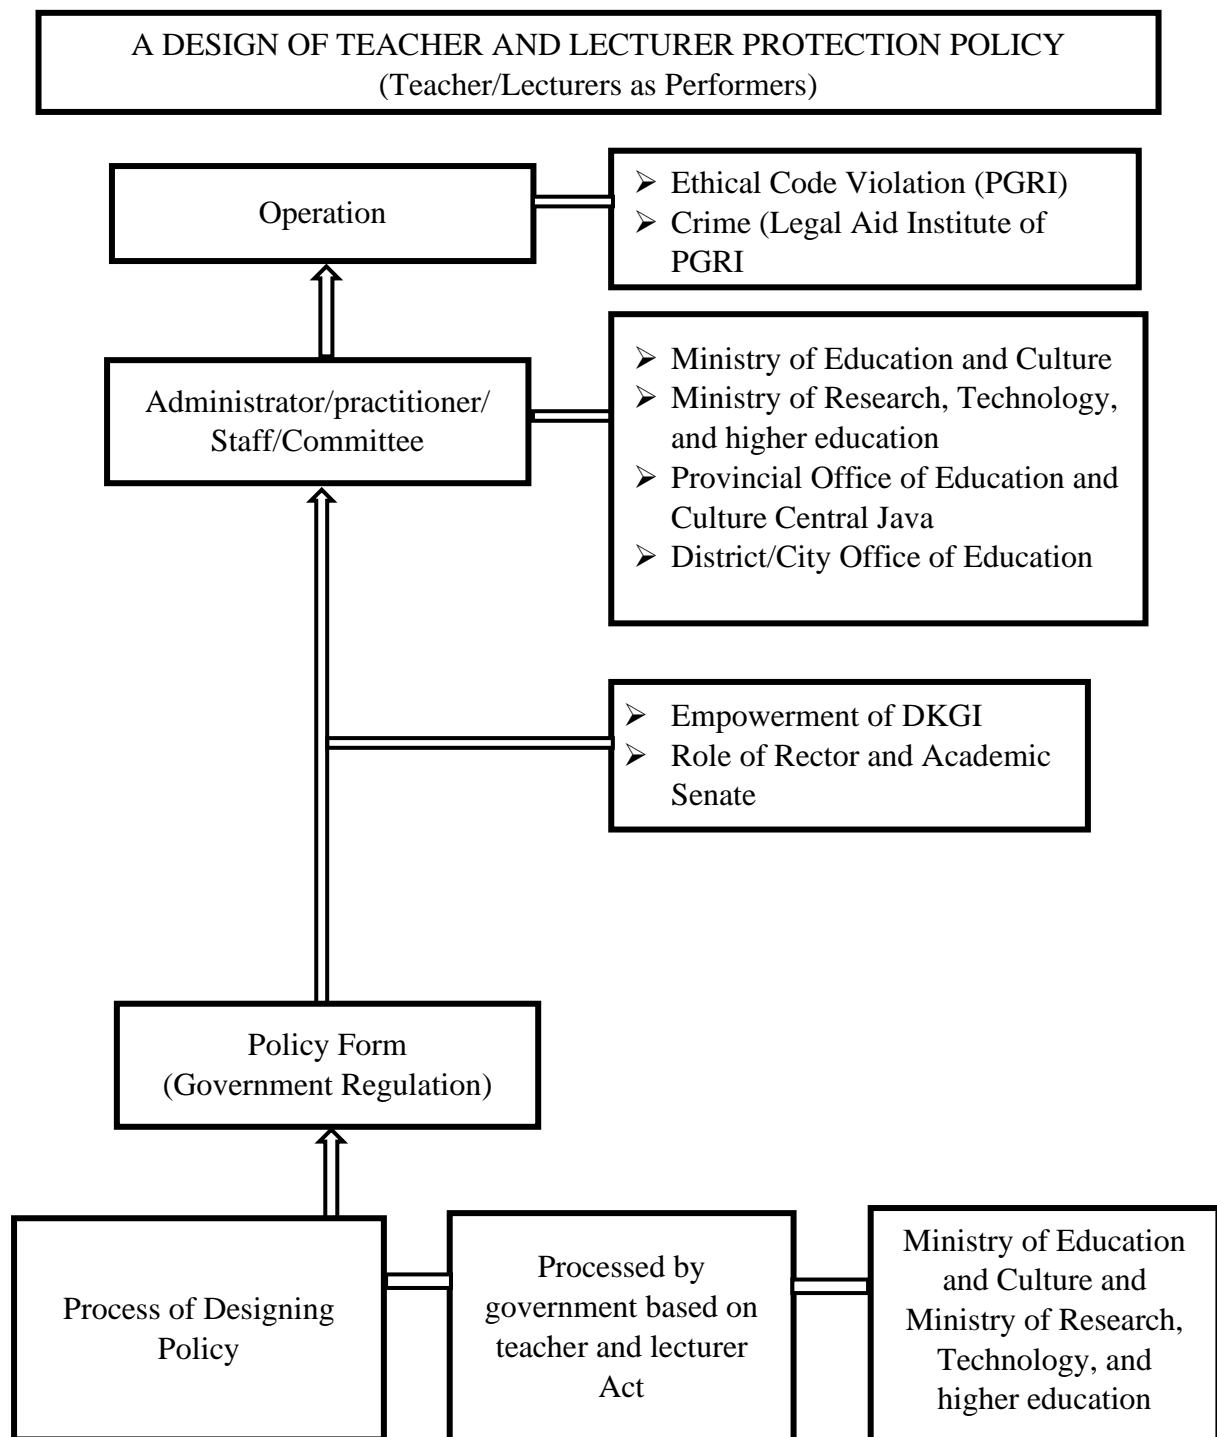 A DESIGN OF TEACHER AND LECTURER PROTECTION POLICY
(Teacher/Lecturers as Performers)
Operation
➢ Ethical Code Violation (PGRI)
➢ Crime (Legal Aid Institute of
PGRI
Administrator/practitioner/
Staff/Committee
➢ Ministry of Education and Culture
➢ Ministry of Research, Technology,
and higher education
➢ Provincial Office of Education and
Culture Central Java
➢ District/City Office of Education
➢ Empowerment of DKGI
➢ Role of Rector and Academic
Senate
Policy Form
(Government Regulation)
Process of Designing
Policy
Processed by
government based on
teacher and lecturer
Act
Ministry of Education
and Culture and
Ministry of Research,
Technology, and
higher education